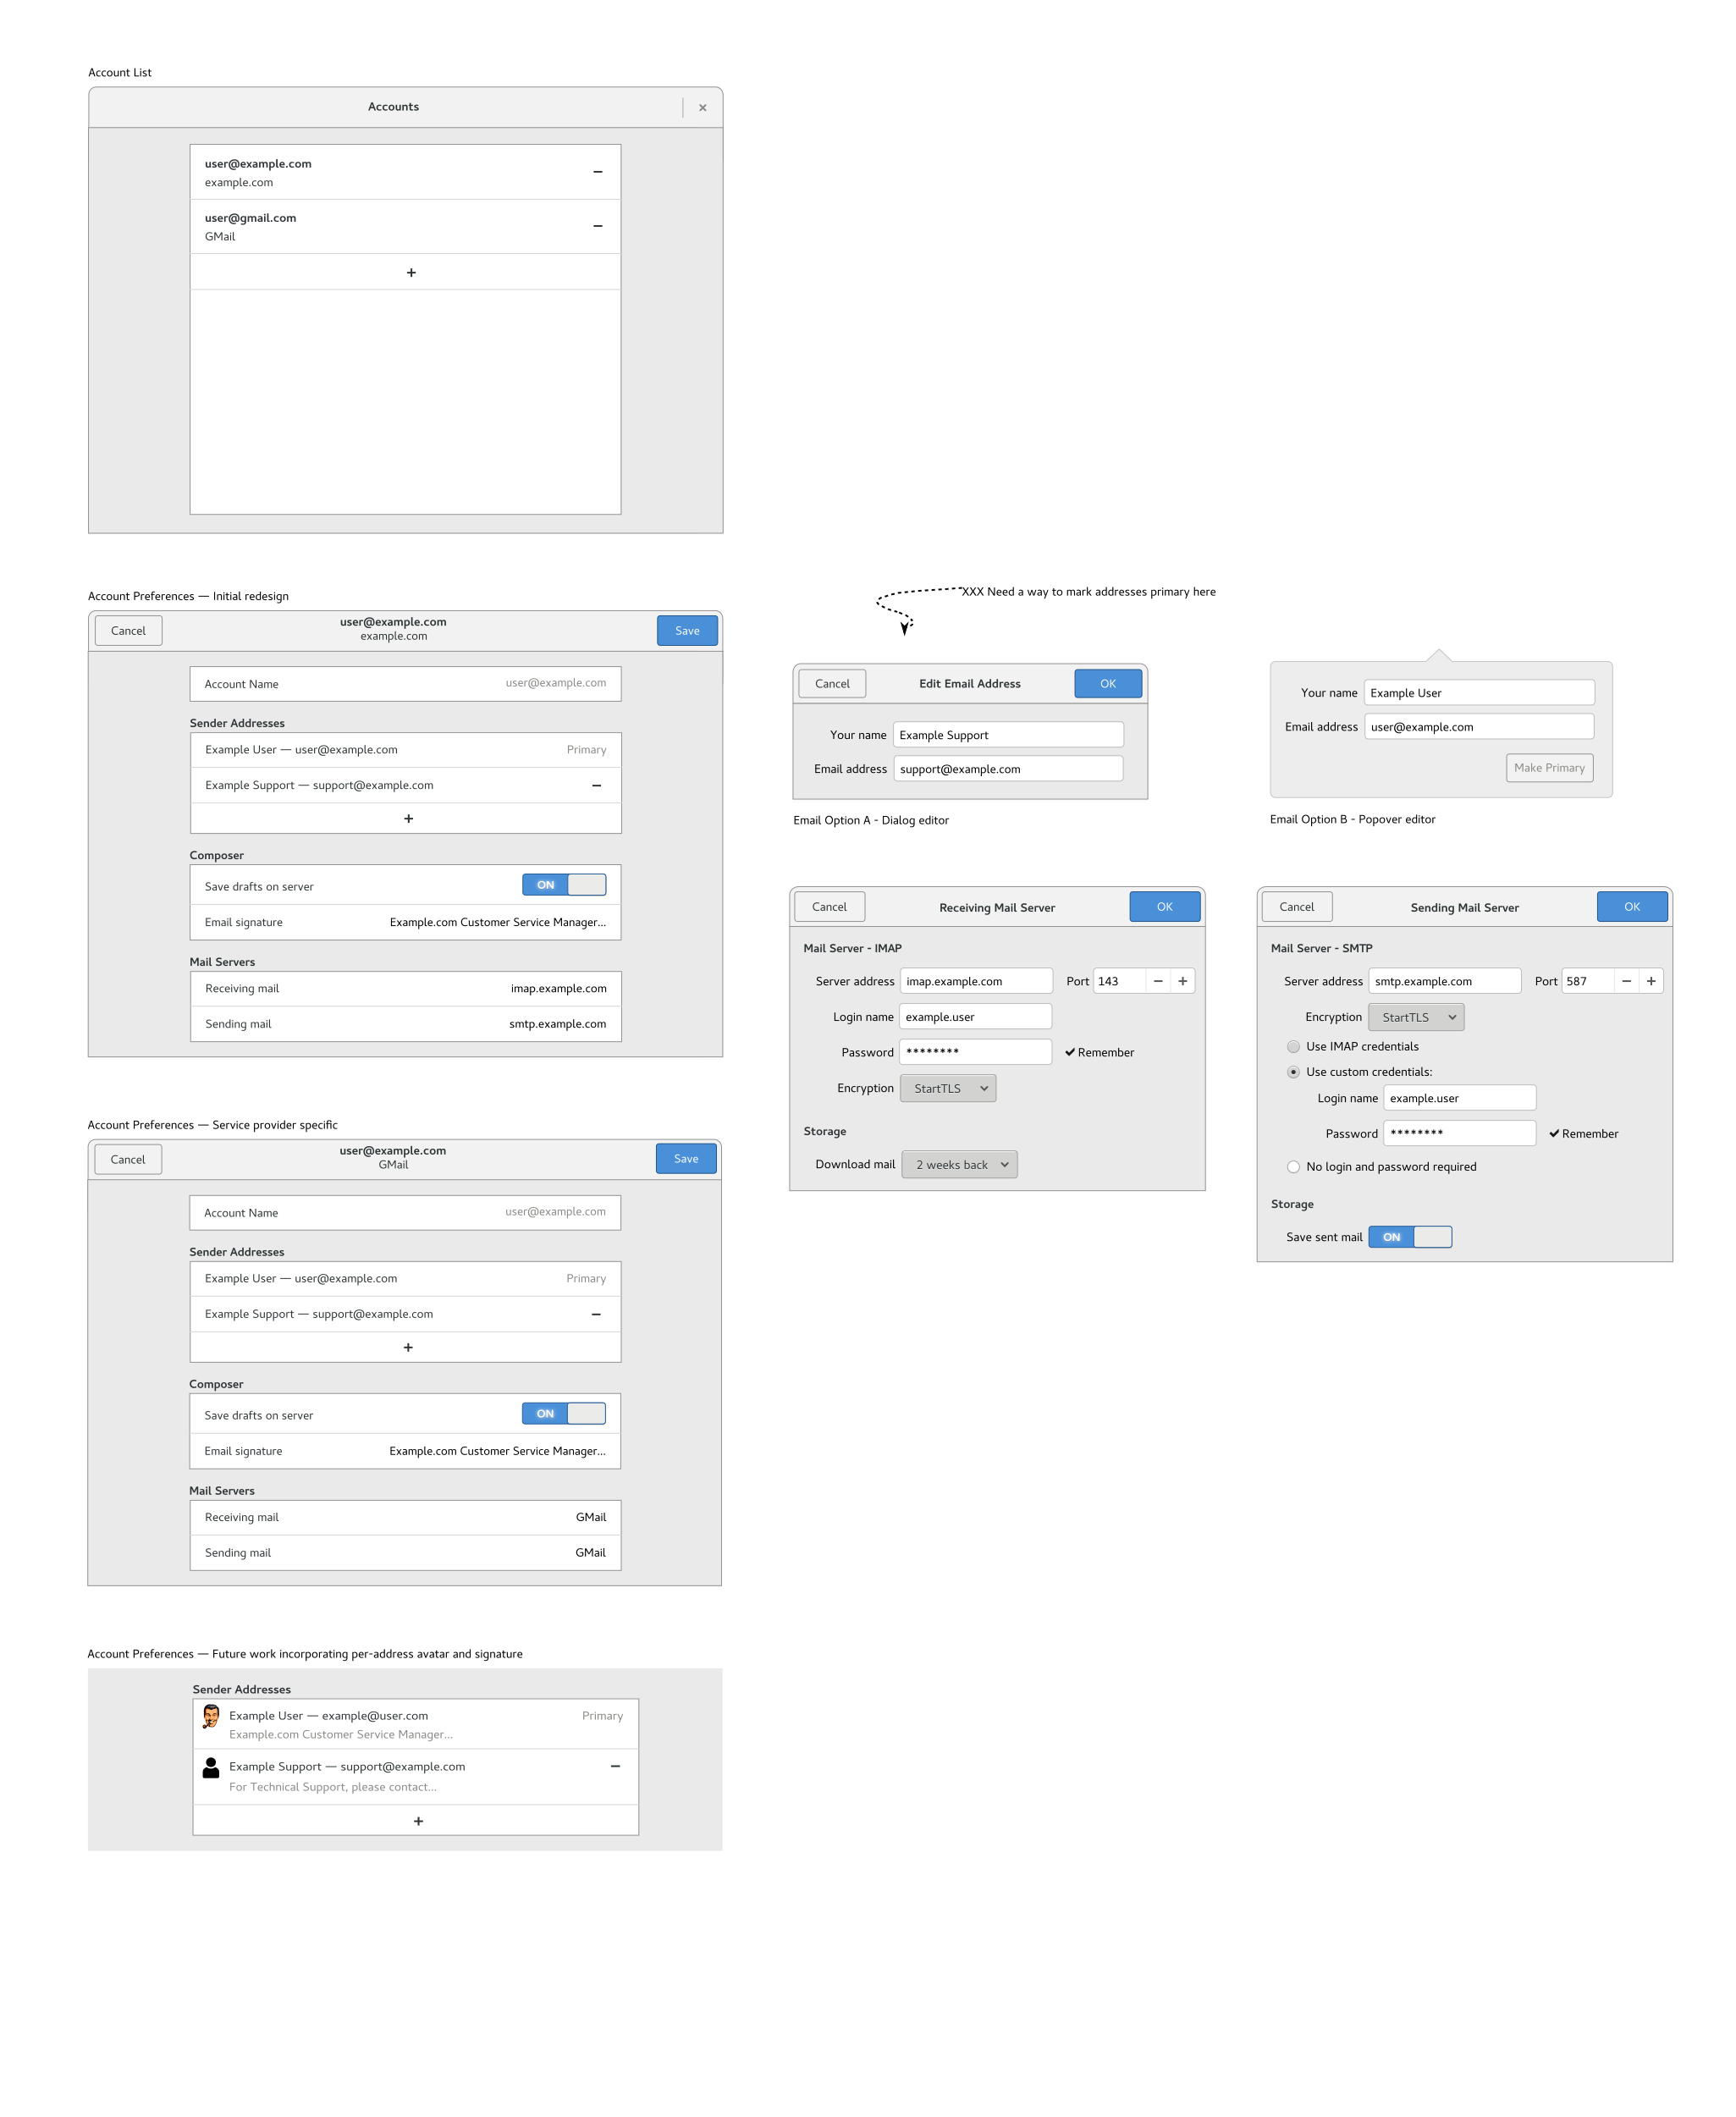 Account List
Accounts
user@example.com
example.com
user@gmail.com
GMail
Account Preferences — Initial redesign
Cancel
user@example.com
example.com
Save
Account Name
user@example.com
Sender Addresses
Example User — user@example.com
Primary
Example Support — support@example.com
Composer
Save drafts on server
ON
Email signature
Example.com Customer Service Manager...
Mail Servers
Receiving mail
imap.example.com
Sending mail
smtp.example.com
XXX Need a way to mark addresses primary here
Cancel
Edit Email Address
OK
Your name
Example Support
Email address
support@example.com
Email Option A - Dialog editor
Your name
Example User
Email address
user@example.com
Make Primary
Email Option B - Popover editor
Cancel
Receiving Mail Server
OK
Mail Server - IMAP
Server address
imap.example.com
Port
143
Login name
example.user
Password
********
Remember
Encryption
StartTLS
Storage
Download mail
2 weeks back
Cancel
Sending Mail Server
OK
Mail Server - SMTP
Server address
smtp.example.com
Port
587
Encryption
StartTLS
Use IMAP credentials
Use custom credentials:
Login name
example.user
Password
********
Remember
No login and password required
Storage
Save sent mail
ON
Account Preferences — Service provider specific
Cancel
user@example.com
GMail
Save
Account Name
user@example.com
Sender Addresses
Example User — user@example.com
Primary
Example Support — support@example.com
Composer
Save drafts on server
ON
Email signature
Example.com Customer Service Manager...
Mail Servers
Receiving mail
GMail
Sending mail
GMail
Account Preferences — Future work incorporating per-address avatar and signature
Sender Addresses
Example User — example@user.com
Primary
Example.com Customer Service Manager...
Example Support — support@example.com
For Technical Support, please contact...